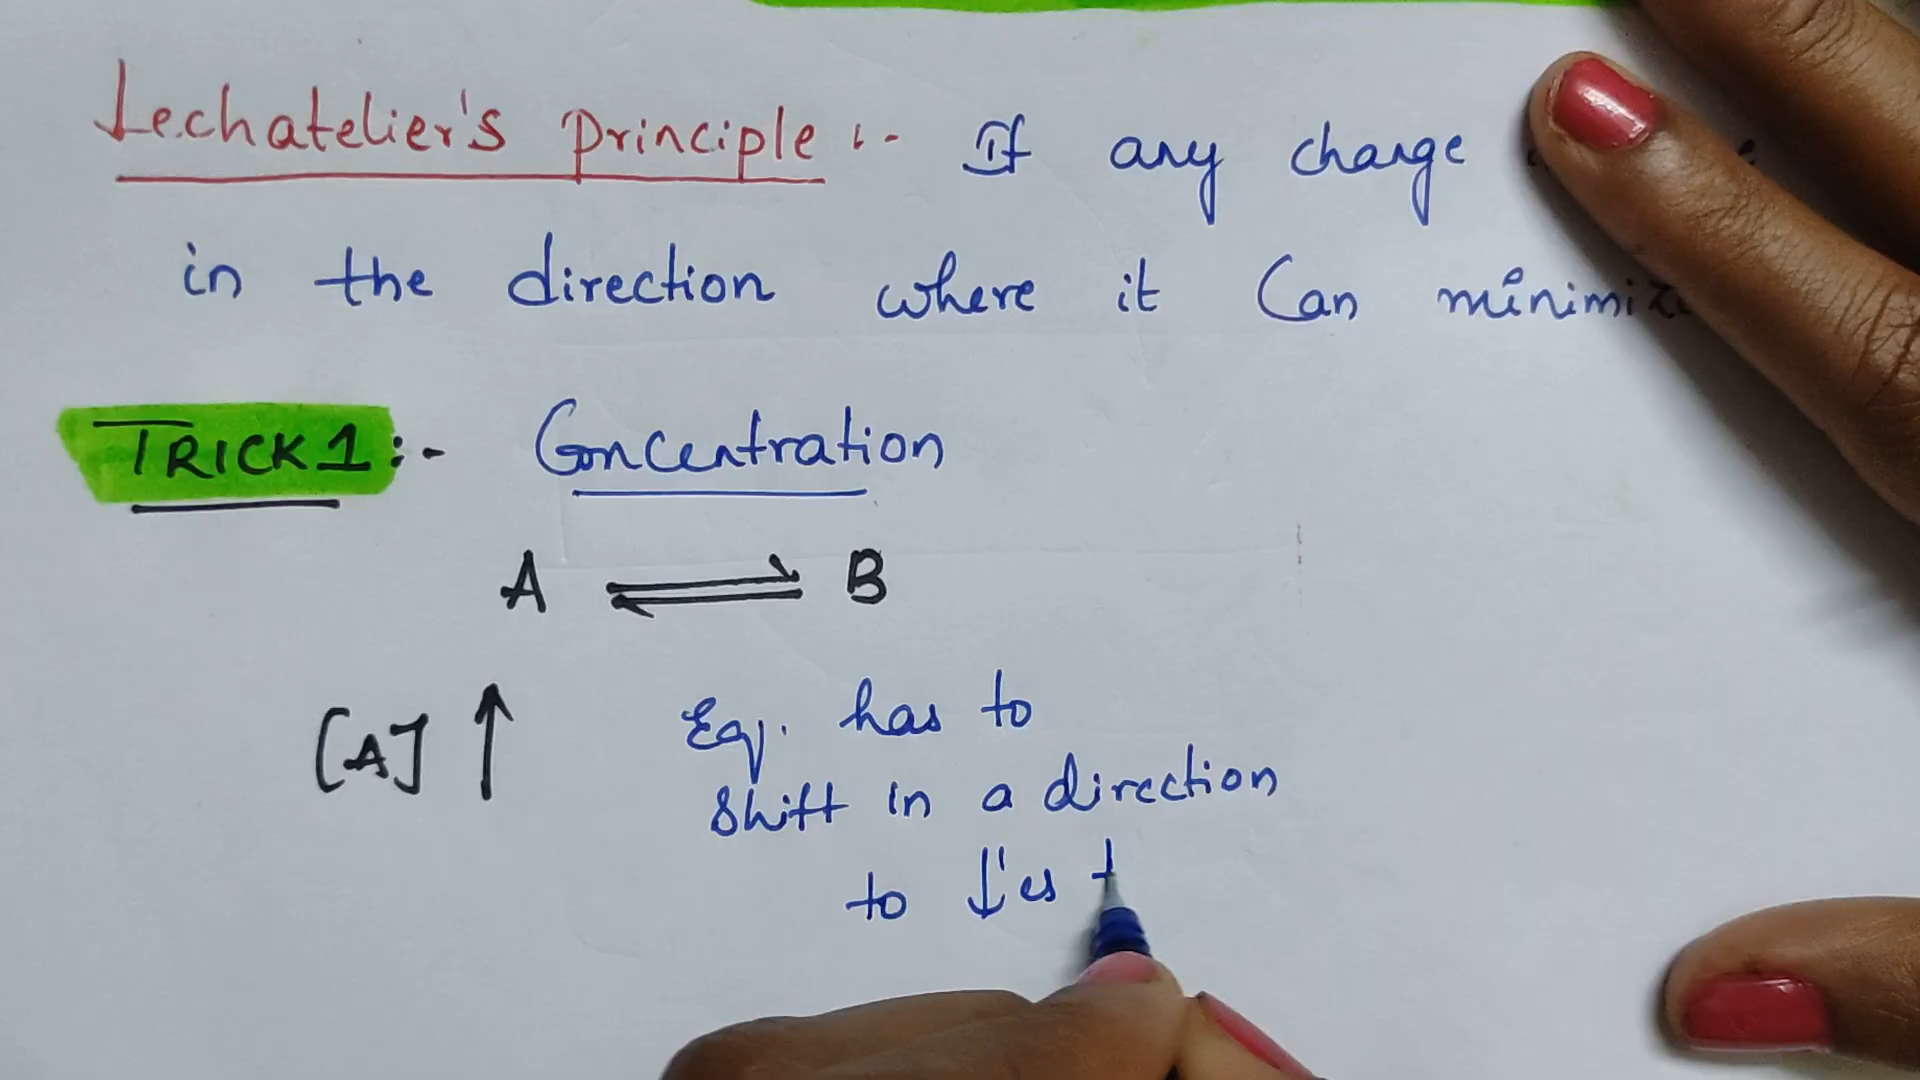 Lechatelier's principle :- If any change
in the direction where it Can minimiz
TRICK 1 :- Concentration
A ⇌ B
[A] ↑ Eq. has to
shift in a direction
to ↓'es t